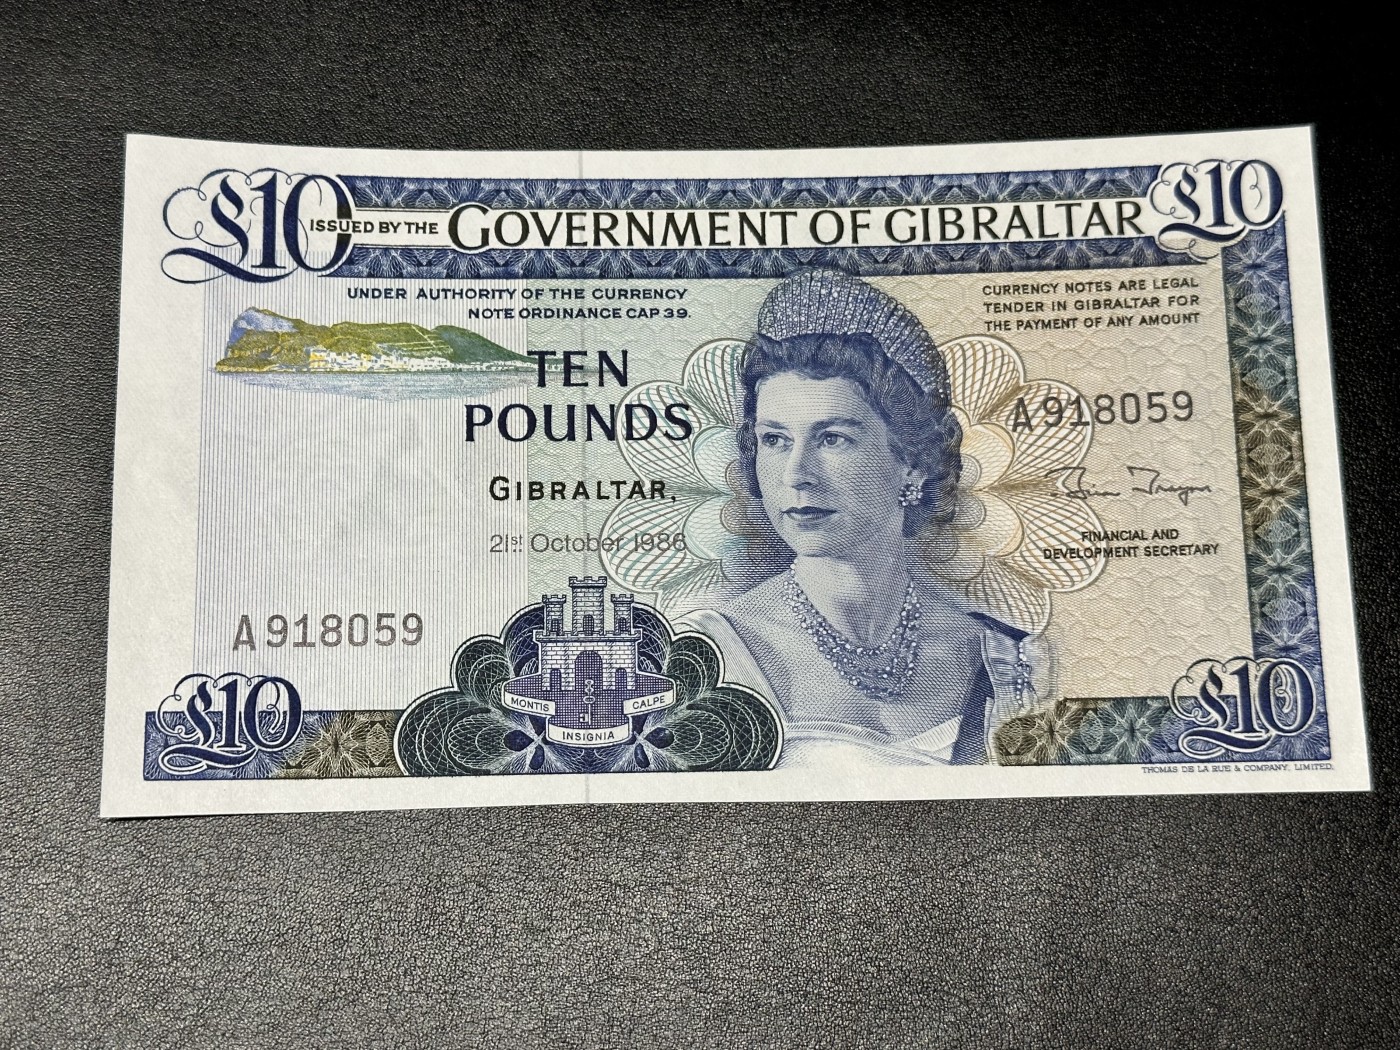 £10
ISSUED BY THE GOVERNMENT OF GIBRALTAR
£10
UNDER AUTHORITY OF THE CURRENCY
NOTE ORDINANCE CAP 39.
CURRENCY NOTES ARE LEGAL
TENDER IN GIBRALTAR FOR
THE PAYMENT OF ANY AMOUNT
TEN
POUNDS
A918059
GIBRALTAR,
21st October 1986
Brian Traynor
FINANCIAL AND
DEVELOPMENT SECRETARY
A918059
MONTIS
CALPE
INSIGNIA
£10
£10
THOMAS DE LA RUE & COMPANY, LIMITED.